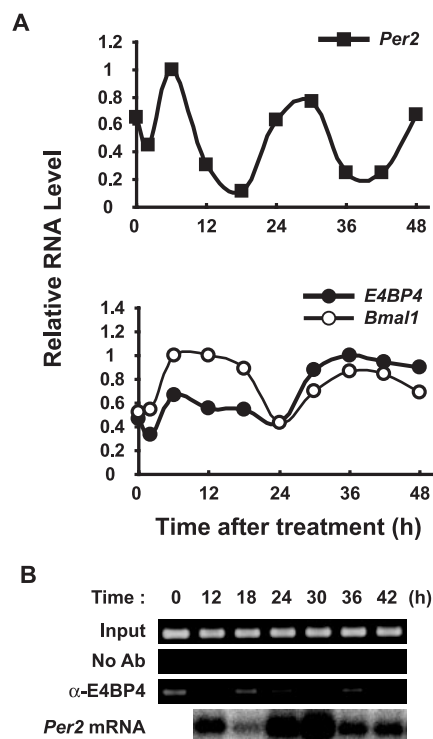 A
Per2
1.4
1.2
1
0.8
0.6
0.4
0.2
0
0 12 24 36 48
Relative RNA Level
E4BP4
Bmal1
1.4
1.2
1
0.8
0.6
0.4
0.2
0
0 12 24 36 48
Time after treatment (h)
B
Time : 0 12 18 24 30 36 42 (h)
Input
No Ab
α-E4BP4
Per2 mRNA